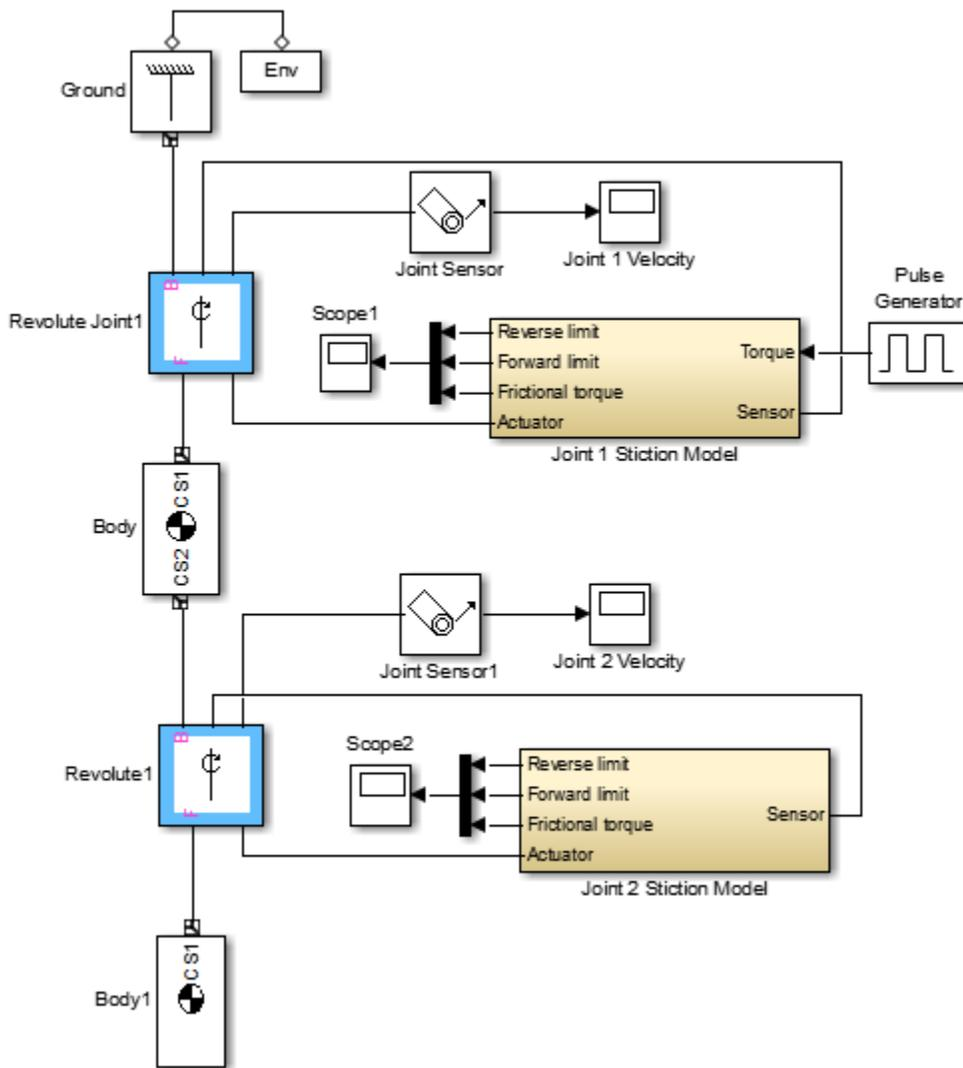 Env
Ground
Joint Sensor
Joint 1 Velocity
Pulse
Generator
B
Revolute Joint1
F
Scope1
Reverse limit
Forward limit
Frictional torque
Actuator
Torque
Sensor
Joint 1 Stiction Model
CS1
Body
CS2
Joint Sensor1
Joint 2 Velocity
B
Revolute1
F
Scope2
Reverse limit
Forward limit
Frictional torque
Actuator
Sensor
Joint 2 Stiction Model
CS1
Body1